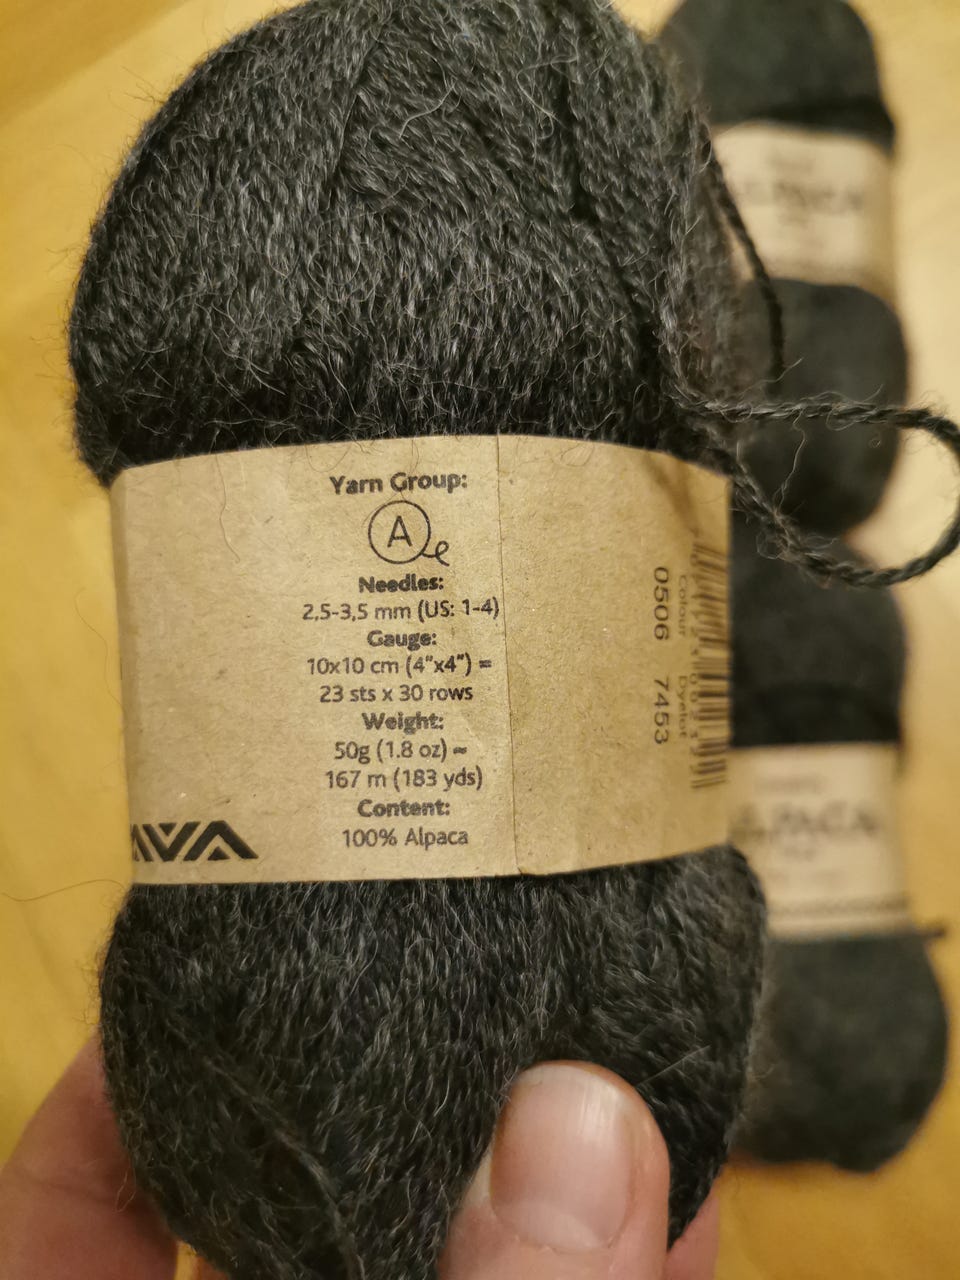 Yarn Group:
A
Needles:
2,5-3,5 mm (US: 1-4)
Gauge:
10x10 cm (4"x4") =
23 sts x 30 rows
Weight:
50g (1.8 oz) ≈
167 m (183 yds)
Content:
100% Alpaca
Colour Dyelot
0506 7453
ALPACA